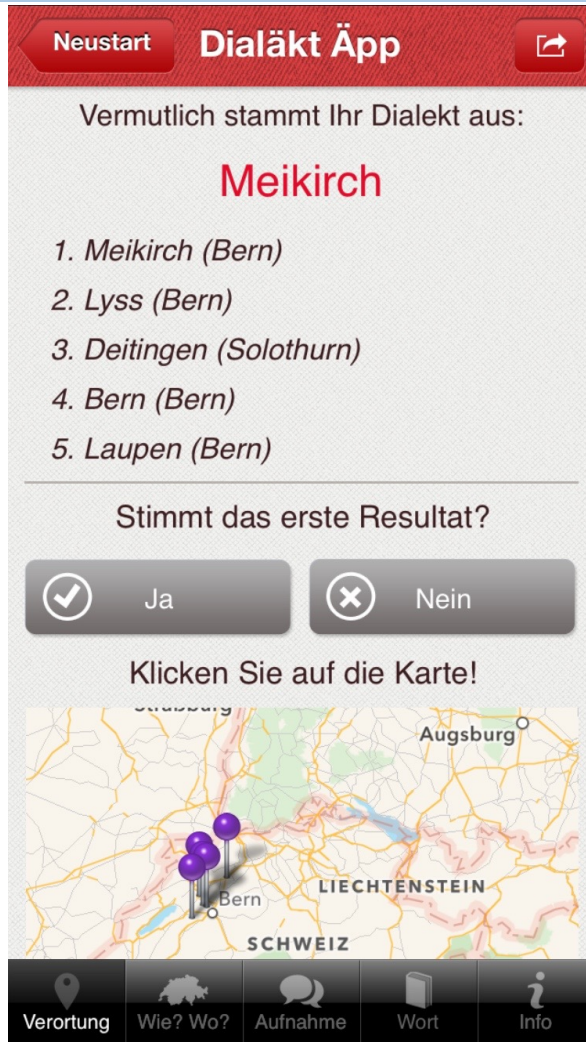 Neustart
Dialäkt Äpp
Vermutlich stammt Ihr Dialekt aus:
Meikirch
1. Meikirch (Bern)
2. Lyss (Bern)
3. Deitingen (Solothurn)
4. Bern (Bern)
5. Laupen (Bern)
Stimmt das erste Resultat?
Ja
Nein
Klicken Sie auf die Karte!
Straßburg
Augsburg
LIECHTENSTEIN
Bern
SCHWEIZ
Verortung
Wie? Wo?
Aufnahme
Wort
Info